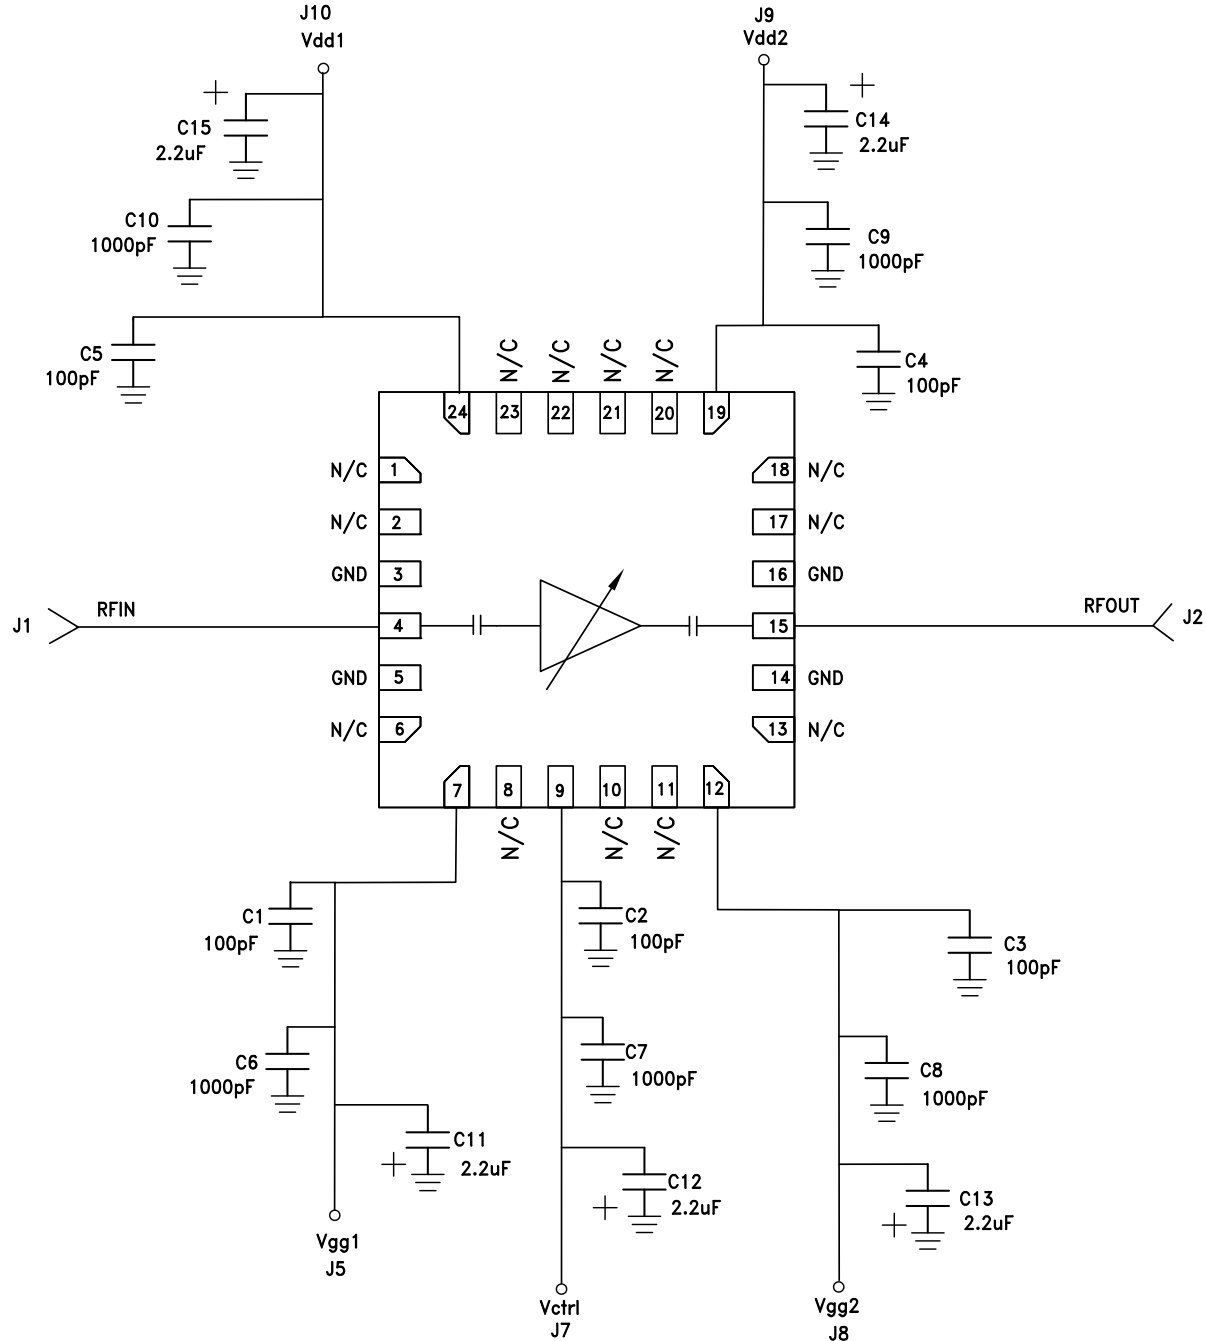 J10
Vdd1
J9
Vdd2
+
C15
2.2uF
+
C14
2.2uF
C10
1000pF
C9
1000pF
C5
100pF
C4
100pF
N/C
N/C
N/C
N/C
24
23
22
21
20
19
N/C
1
18
N/C
N/C
2
17
N/C
GND
3
16
GND
J1
RFIN
4
15
RFOUT
J2
GND
5
14
GND
N/C
6
13
N/C
7
8
9
10
11
12
N/C
N/C
N/C
C1
100pF
C2
100pF
C3
100pF
C6
1000pF
C7
1000pF
C8
1000pF
C11
+
2.2uF
C12
+
2.2uF
C13
+
2.2uF
Vgg1
J5
Vctrl
J7
Vgg2
J8